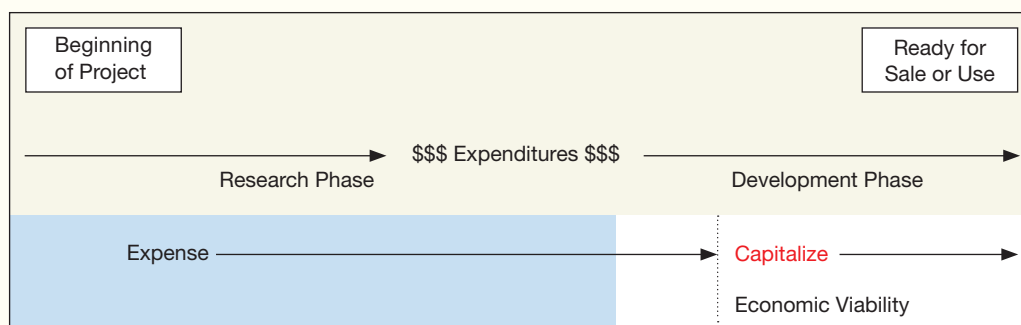 Beginning
of Project
Ready for
Sale or Use
$$$ Expenditures $$$
Research Phase
Development Phase
Expense
Capitalize
Economic Viability